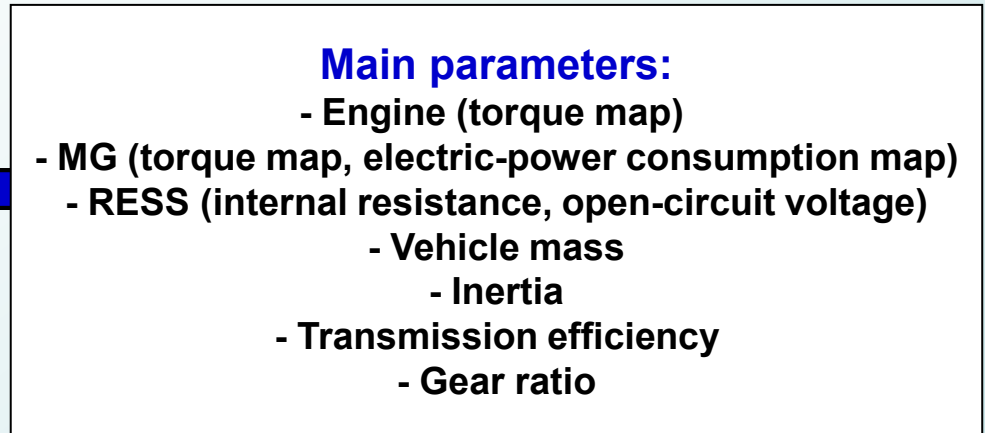 Main parameters:
- Engine (torque map)
- MG (torque map, electric-power consumption map)
- RESS (internal resistance, open-circuit voltage)
- Vehicle mass
- Inertia
- Transmission efficiency
- Gear ratio